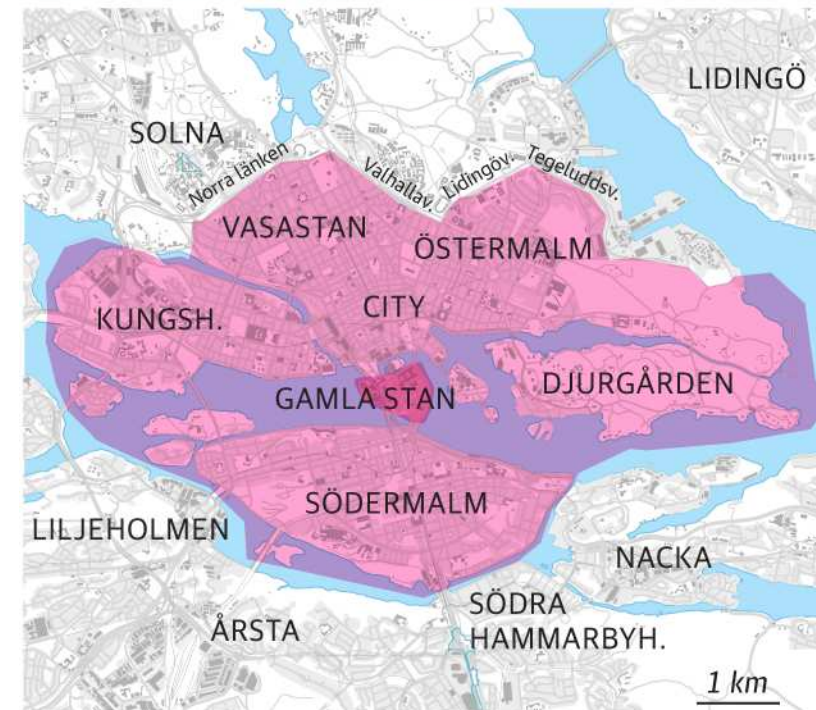 LIDINGÖ
SOLNA
Norra Länken
Valhallav.
Lidingöv.
Tegeluddsv.
VASASTAN
ÖSTERMALM
KUNGSH.
CITY
GAMLA STAN
DJURGÅRDEN
SÖDERMALM
LILJEHOLMEN
NACKA
ÅRSTA
SÖDRA
HAMMARBYH.
1 km